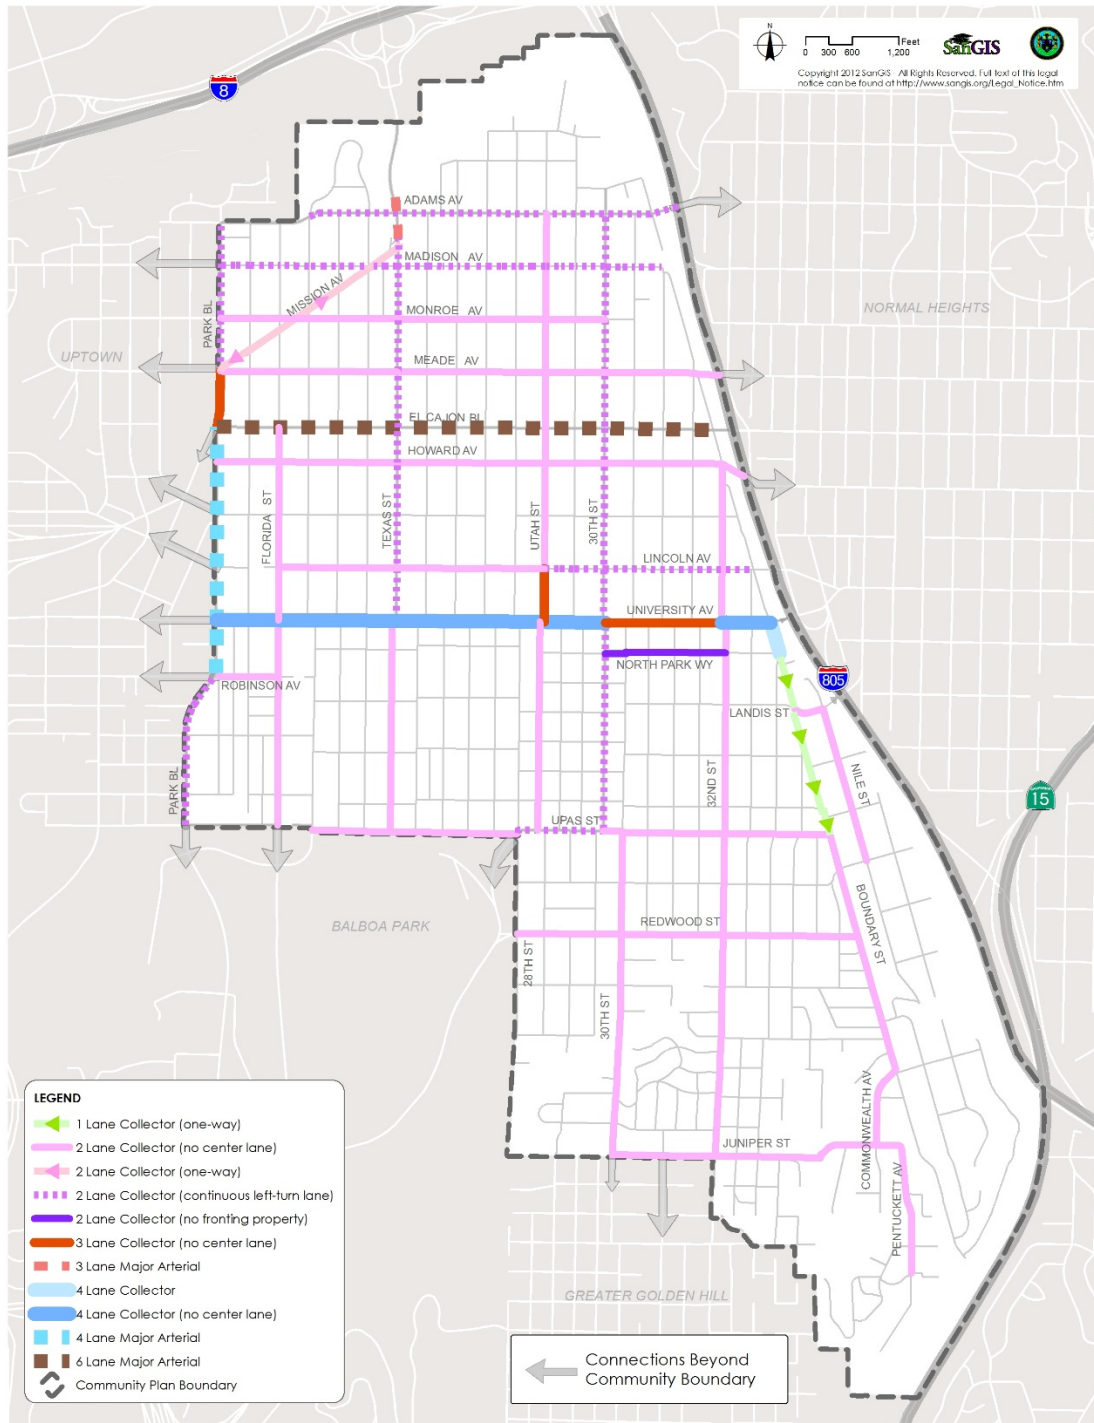 N
0 300 600 1,200 Feet
SanGIS
Copyright 2012 SanGIS - All Rights Reserved. Full text of this legal
notice can be found at http://www.sangis.org/Legal_Notice.htm
8
ADAMS AV
MADISON AV
MISSION AV
PARK BL
MONROE AV
NORMAL HEIGHTS
UPTOWN
MEADE AV
EL CAJON BL
HOWARD AV
FLORIDA ST
TEXAS ST
UTAH ST
30TH ST
LINCOLN AV
UNIVERSITY AV
NORTH PARK WY
805
ROBINSON AV
LANDIS ST
NILE ST
32ND ST
PARK BL
15
UPAS ST
BOUNDARY ST
REDWOOD ST
BALBOA PARK
28TH ST
30TH ST
COMMONWEALTH AV
JUNIPER ST
PENTUCKETT AV
GREATER GOLDEN HILL
LEGEND
1 Lane Collector (one-way)
2 Lane Collector (no center lane)
2 Lane Collector (one-way)
2 Lane Collector (continuous left-turn lane)
2 Lane Collector (no fronting property)
3 Lane Collector (no center lane)
3 Lane Major Arterial
4 Lane Collector
4 Lane Collector (no center lane)
4 Lane Major Arterial
6 Lane Major Arterial
Community Plan Boundary
Connections Beyond
Community Boundary